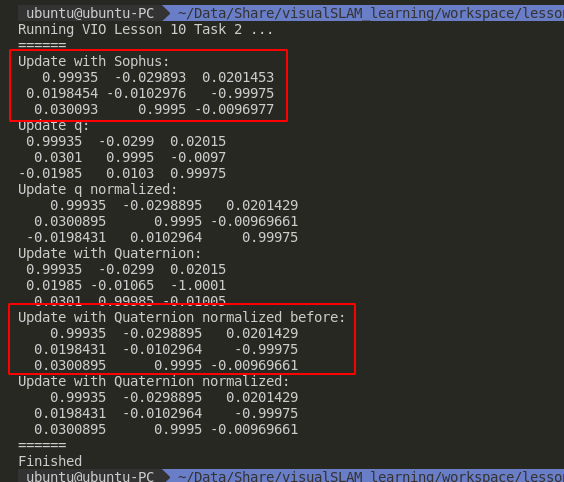 ubuntu@ubuntu-PC ~/Data/Share/visualSLAM_learning/workspace/lesson
Running VIO Lesson 10 Task 2 ...
======
Update with Sophus:
0.99935 -0.029893 0.0201453
0.0198454 -0.0102976 -0.99975
0.030093 0.9995 -0.0096977
Update q:
0.99935 -0.0299 0.02015
0.0301 0.9995 -0.0097
-0.01985 0.0103 0.99975
Update q normalized:
0.99935 -0.0298895 0.0201429
0.0300895 0.9995 -0.00969661
-0.0198431 0.0102964 0.99975
Update with Quaternion:
0.99935 -0.0299 0.02015
0.01985 -0.01065 -1.0001
0.0301 0.99985 -0.01005
Update with Quaternion normalized before:
0.99935 -0.0298895 0.0201429
0.0198431 -0.0102964 -0.99975
0.0300895 0.9995 -0.00969661
Update with Quaternion normalized:
0.99935 -0.0298895 0.0201429
0.0198431 -0.0102964 -0.99975
0.0300895 0.9995 -0.00969661
======
Finished
ubuntu@ubuntu-PC ~/Data/Share/visualSLAM_learning/workspace/lesson